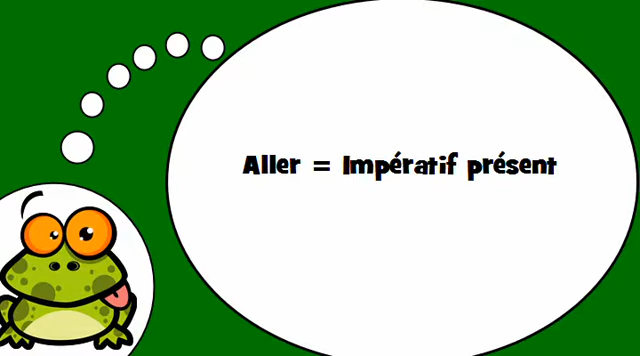 Aller = Impératif présent